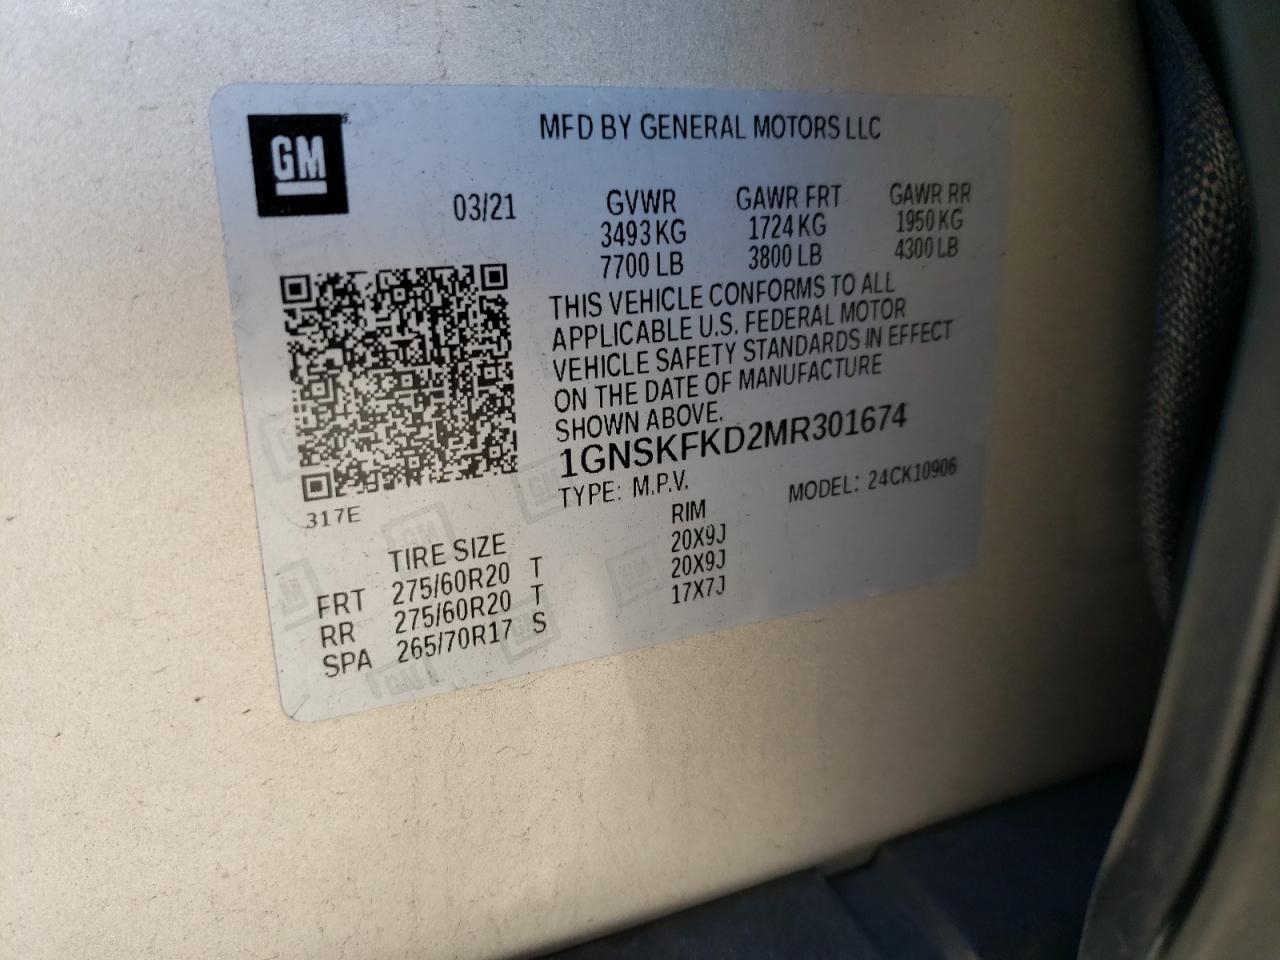 GM
MFD BY GENERAL MOTORS LLC
03/21
GVWR GAWR FRT GAWR RR
3493 KG 1724 KG 1950 KG
7700 LB 3800 LB 4300 LB
THIS VEHICLE CONFORMS TO ALL
APPLICABLE U.S. FEDERAL MOTOR
VEHICLE SAFETY STANDARDS IN EFFECT
ON THE DATE OF MANUFACTURE
SHOWN ABOVE.
1GNSKFKD2MR301674
TYPE: M.P.V. MODEL: 24CK10906
317E
TIRE SIZE RIM
FRT 275/60R20 T 20X9J
RR 275/60R20 T 20X9J
SPA 265/70R17 S 17X7J